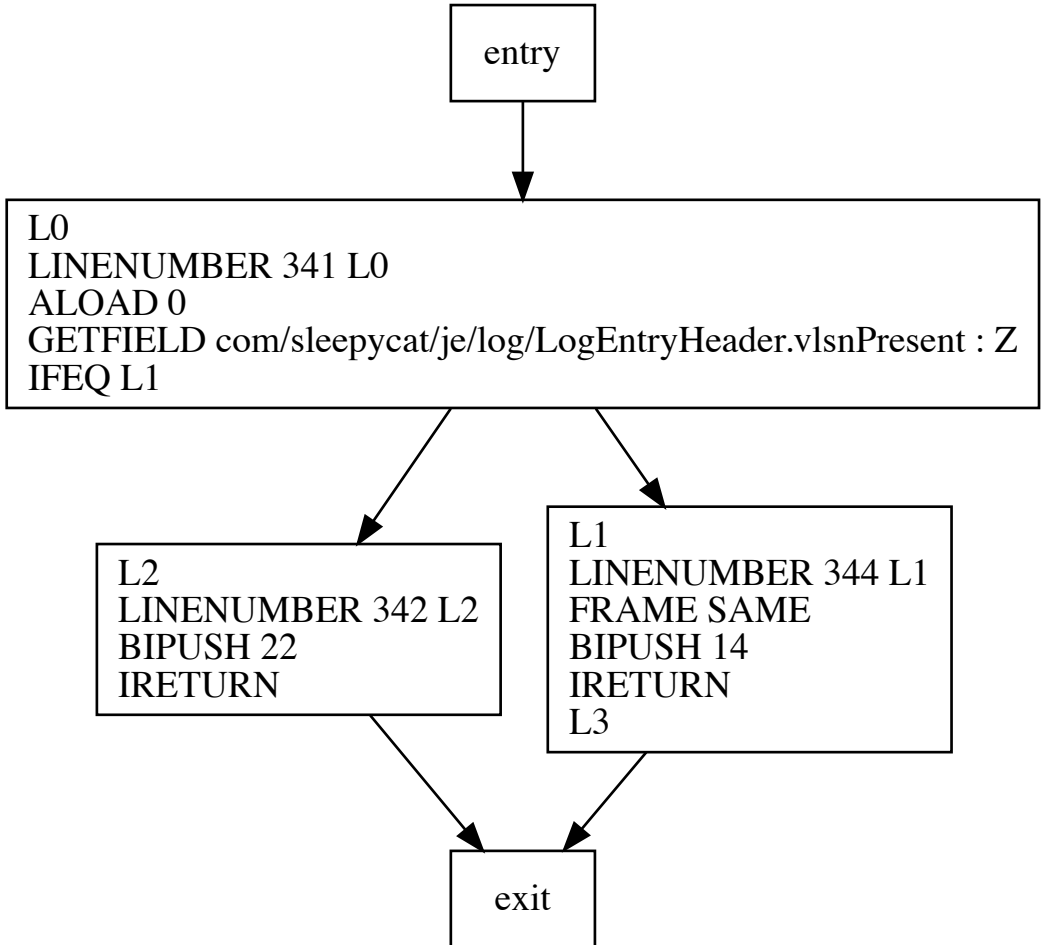 entry
L0
LINENUMBER 341 L0
ALOAD 0
GETFIELD com/sleepycat/je/log/LogEntryHeader.vlsnPresent : Z
IFEQ L1
L2
LINENUMBER 342 L2
BIPUSH 22
IRETURN
L1
LINENUMBER 344 L1
FRAME SAME
BIPUSH 14
IRETURN
L3
exit